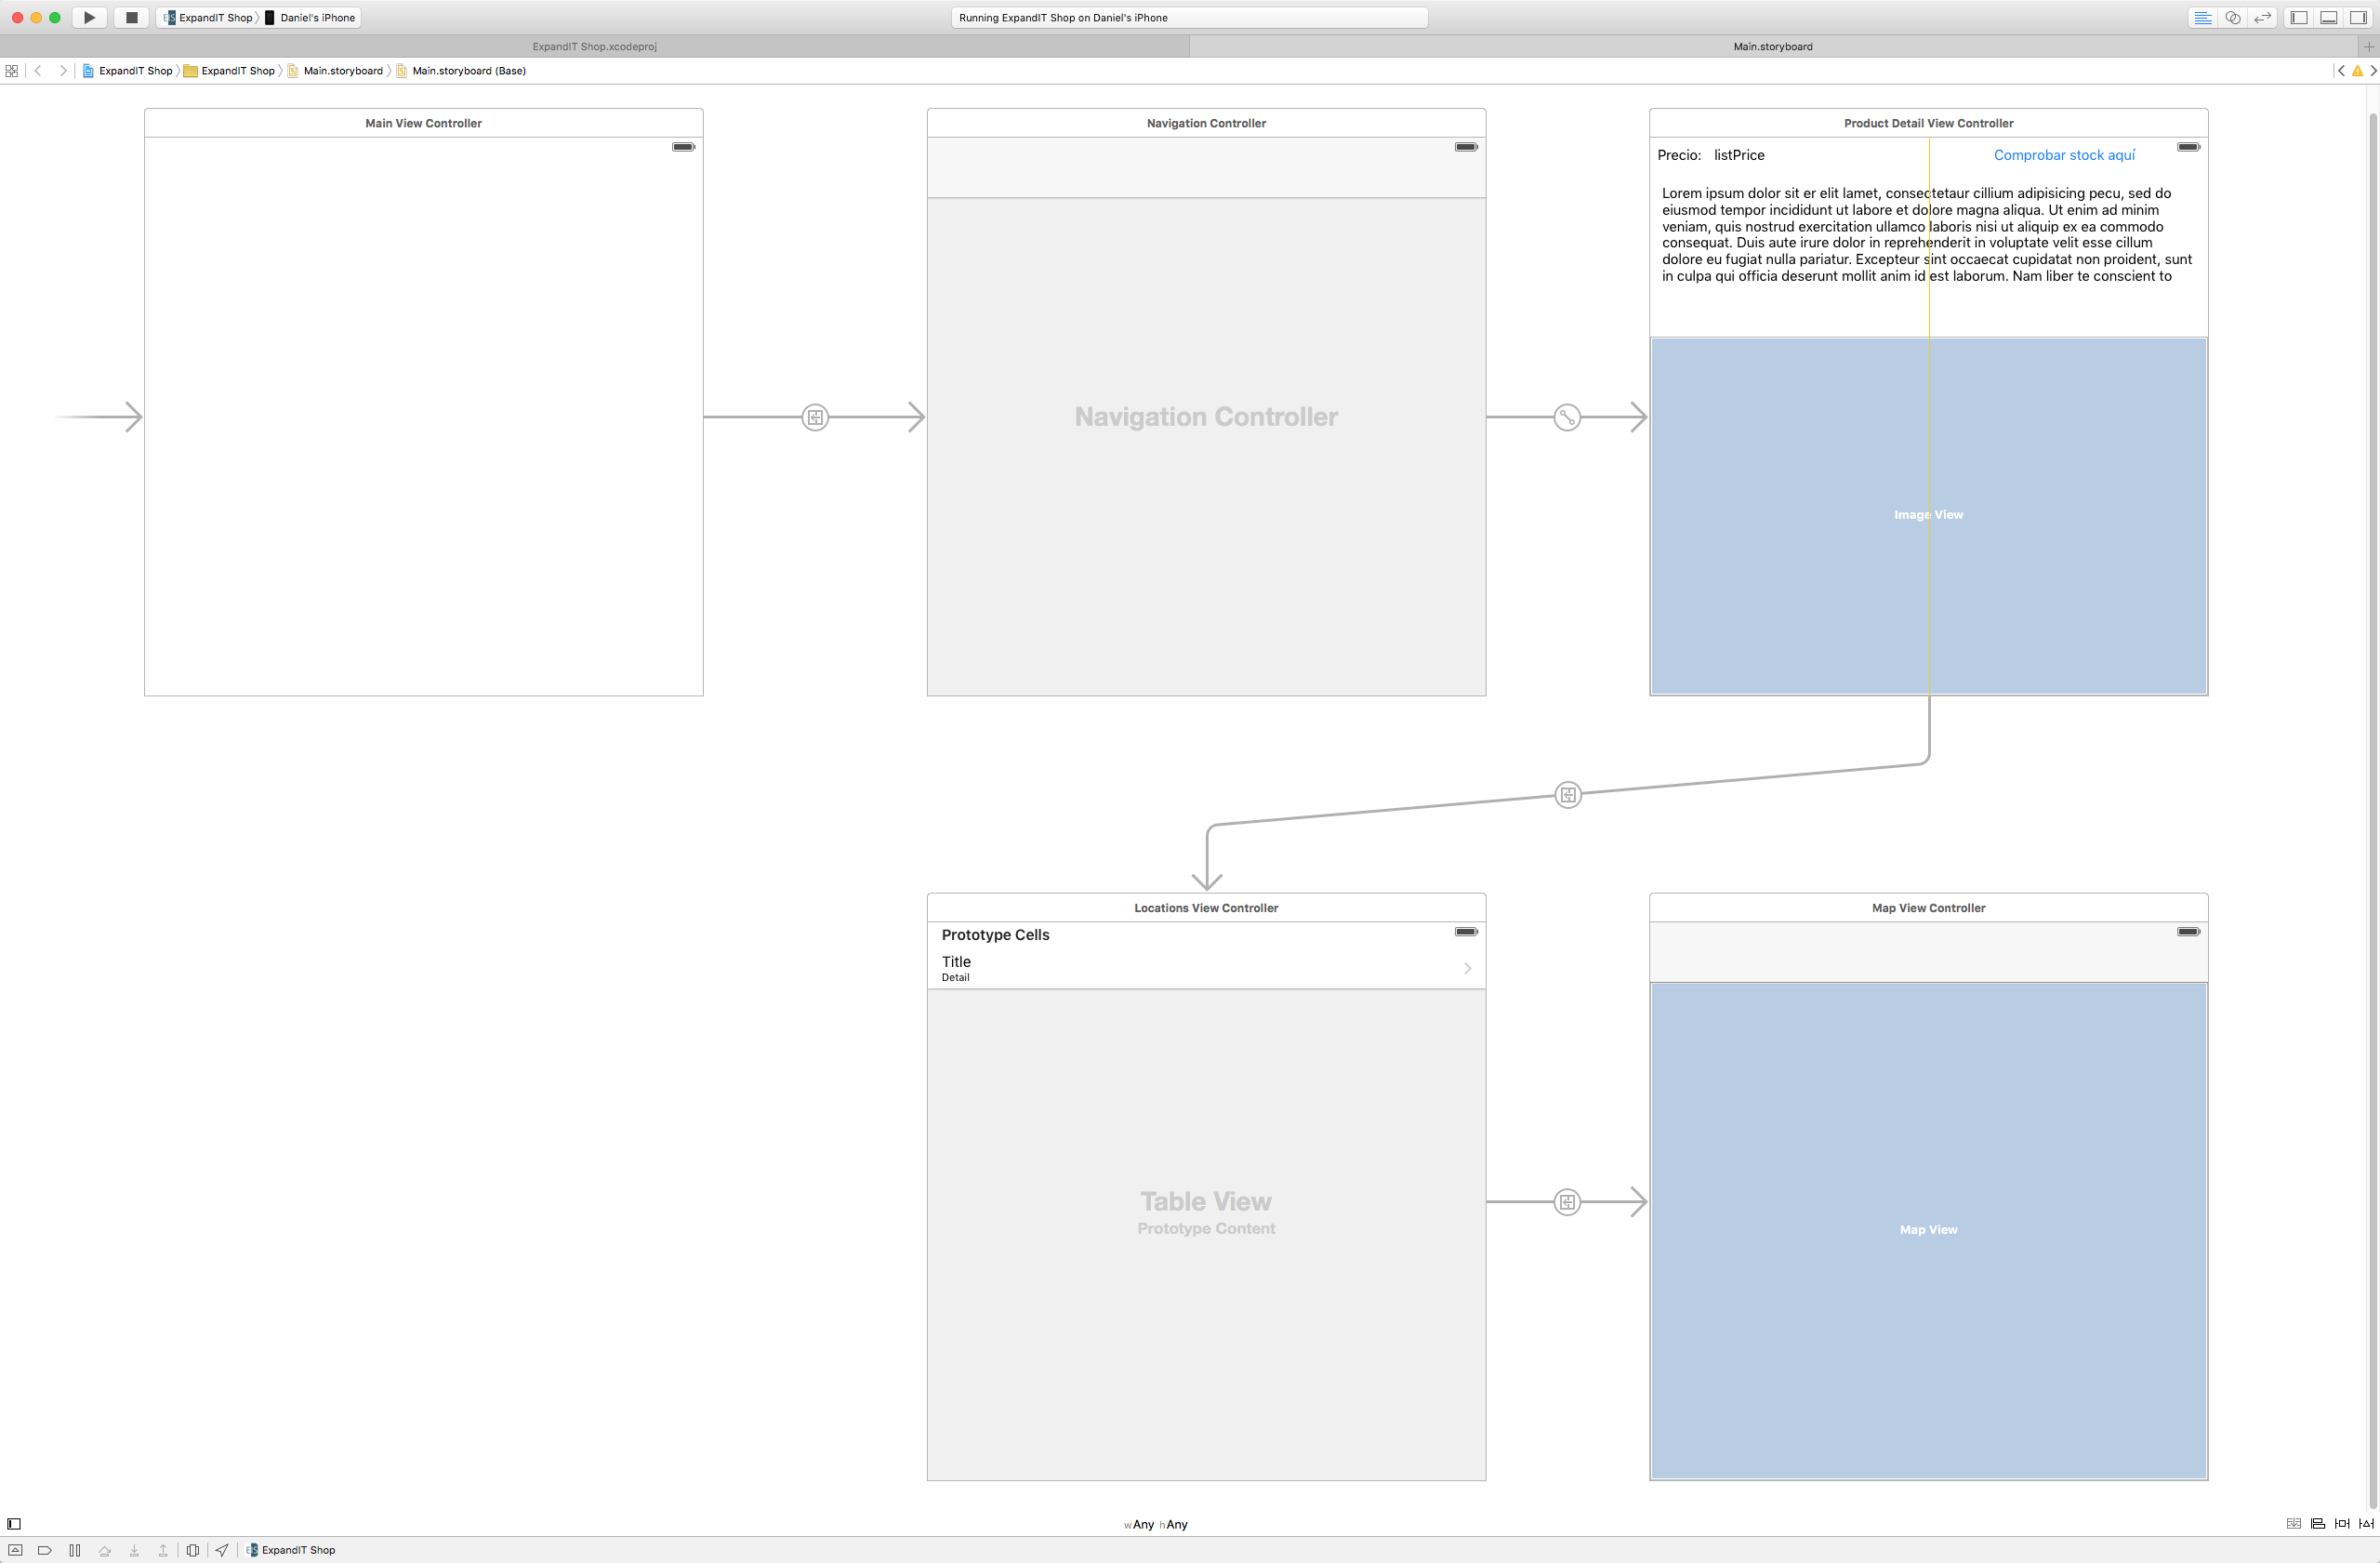 ExpandIT Shop
Daniel's iPhone
Running ExpandIT Shop on Daniel's iPhone
ExpandIT Shop.xcodeproj
Main.storyboard
ExpandIT Shop
ExpandIT Shop
Main.storyboard
Main.storyboard (Base)
Main View Controller
Navigation Controller
Navigation Controller
Product Detail View Controller
Precio: listPrice
Comprobar stock aquí
Lorem ipsum dolor sit er elit lamet, consectetaur cillium adipisicing pecu, sed do
eiusmod tempor incididunt ut labore et dolore magna aliqua. Ut enim ad minim
veniam, quis nostrud exercitation ullamco laboris nisi ut aliquip ex ea commodo
consequat. Duis aute irure dolor in reprehenderit in voluptate velit esse cillum
dolore eu fugiat nulla pariatur. Excepteur sint occaecat cupidatat non proident, sunt
in culpa qui officia deserunt mollit anim id est laborum. Nam liber te conscient to
Image View
Locations View Controller
Prototype Cells
Title
Detail
Table View
Prototype Content
Map View Controller
Map View
wAny hAny
ExpandIT Shop